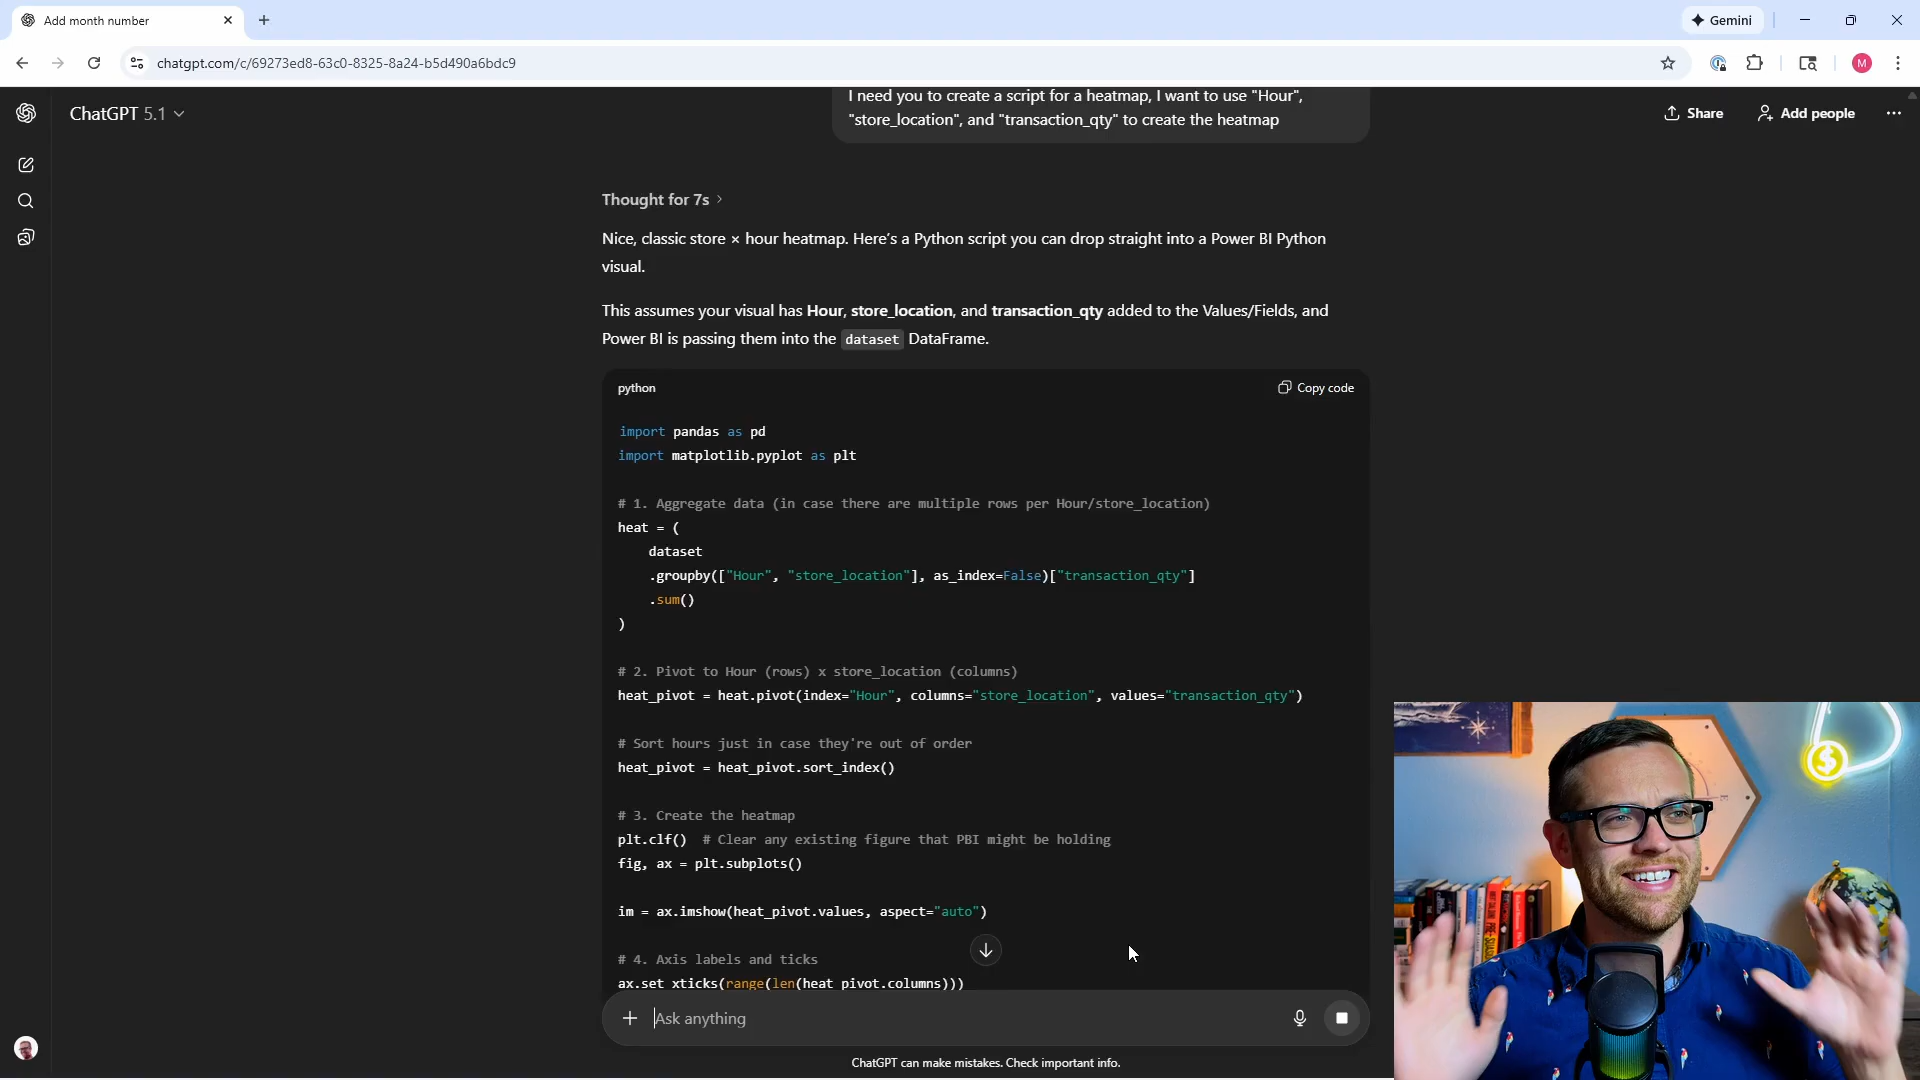 Add month number
Gemini
chatgpt.com/c/69273ed8-63c0-8325-8a24-b5d490a6bdc9
M
ChatGPT 5.1
Share
Add people
I need you to create a script for a heatmap, I want to use "Hour",
"store_location", and "transaction_qty" to create the heatmap
Thought for 7s
Nice, classic store × hour heatmap. Here's a Python script you can drop straight into a Power BI Python
visual.
This assumes your visual has Hour, store_location, and transaction_qty added to the Values/Fields, and
Power BI is passing them into the dataset DataFrame.
python
Copy code
import pandas as pd
import matplotlib.pyplot as plt
# 1. Aggregate data (in case there are multiple rows per Hour/store_location)
heat = (
dataset
.groupby(["Hour", "store_location"], as_index=False)["transaction_qty"]
.sum()
)
# 2. Pivot to Hour (rows) x store_location (columns)
heat_pivot = heat.pivot(index="Hour", columns="store_location", values="transaction_qty")
# Sort hours just in case they're out of order
heat_pivot = heat_pivot.sort_index()
# 3. Create the heatmap
plt.clf()  # Clear any existing figure that PBI might be holding
fig, ax = plt.subplots()
im = ax.imshow(heat_pivot.values, aspect="auto")
# 4. Axis labels and ticks
ax.set_xticks(range(len(heat_pivot.columns)))
Ask anything
ChatGPT can make mistakes. Check important info.
$